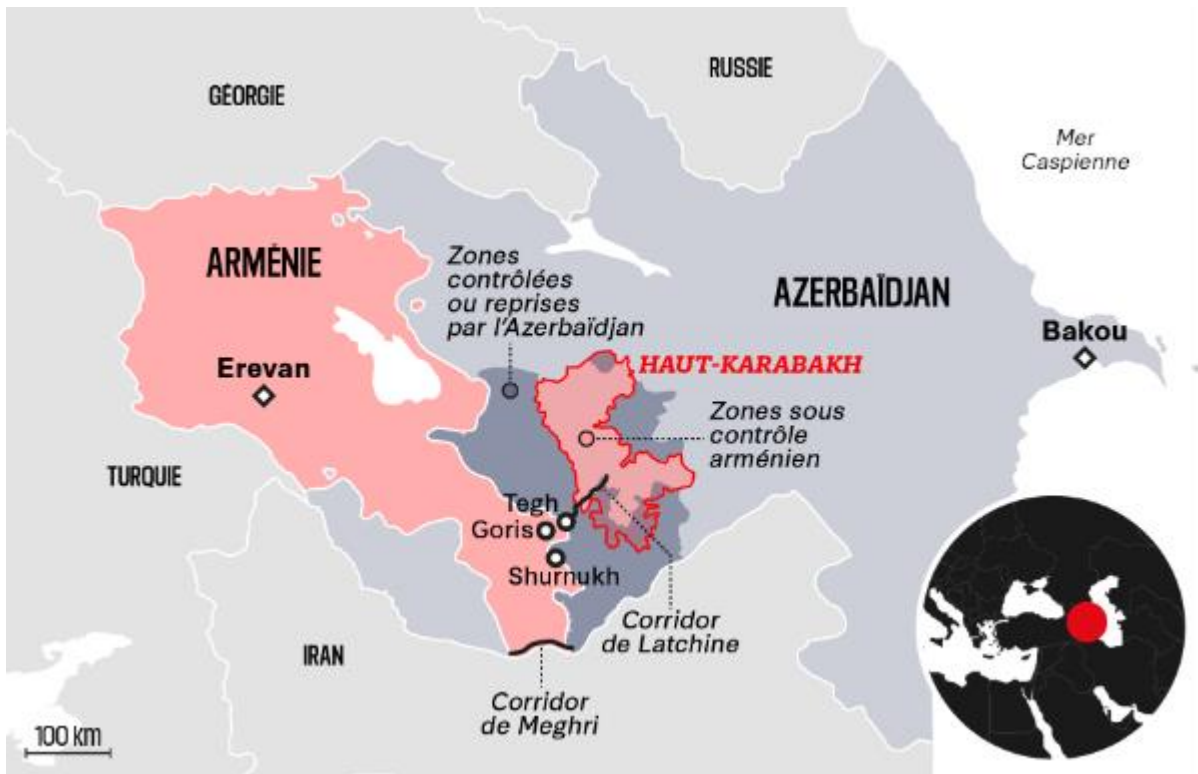 RUSSIE
GÉORGIE
Mer
Caspienne
ARMÉNIE
Zones
contrôlées
ou reprises
par l'Azerbaïdjan
AZERBAÏDJAN
Bakou
Erevan
HAUT-KARABAKH
Zones sous
contrôle
arménien
TURQUIE
Tegh
Goris
Shurnukh
Corridor
de Latchine
IRAN
Corridor
de Meghri
100 km